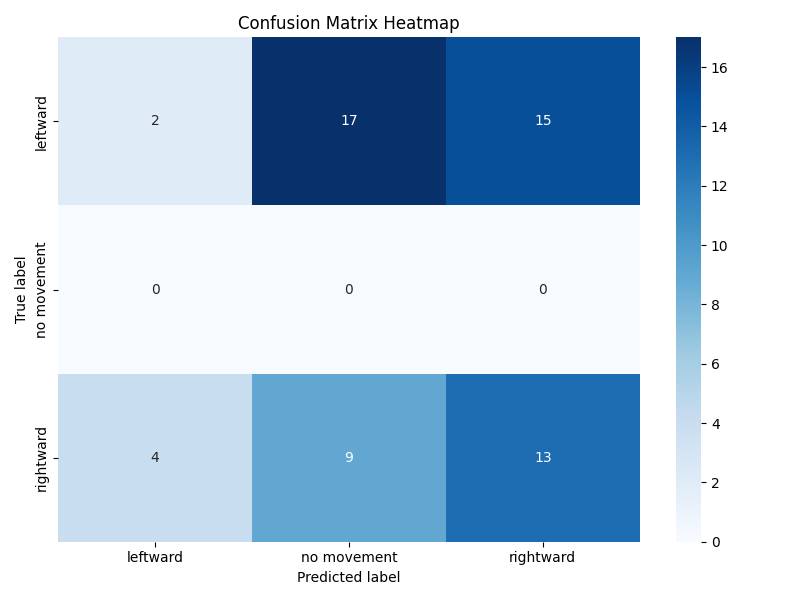 Confusion Matrix Heatmap
True label
leftward
no movement
rightward
2 17 15
0 0 0
4 9 13
leftward no movement rightward
Predicted label
16
14
12
10
8
6
4
2
0